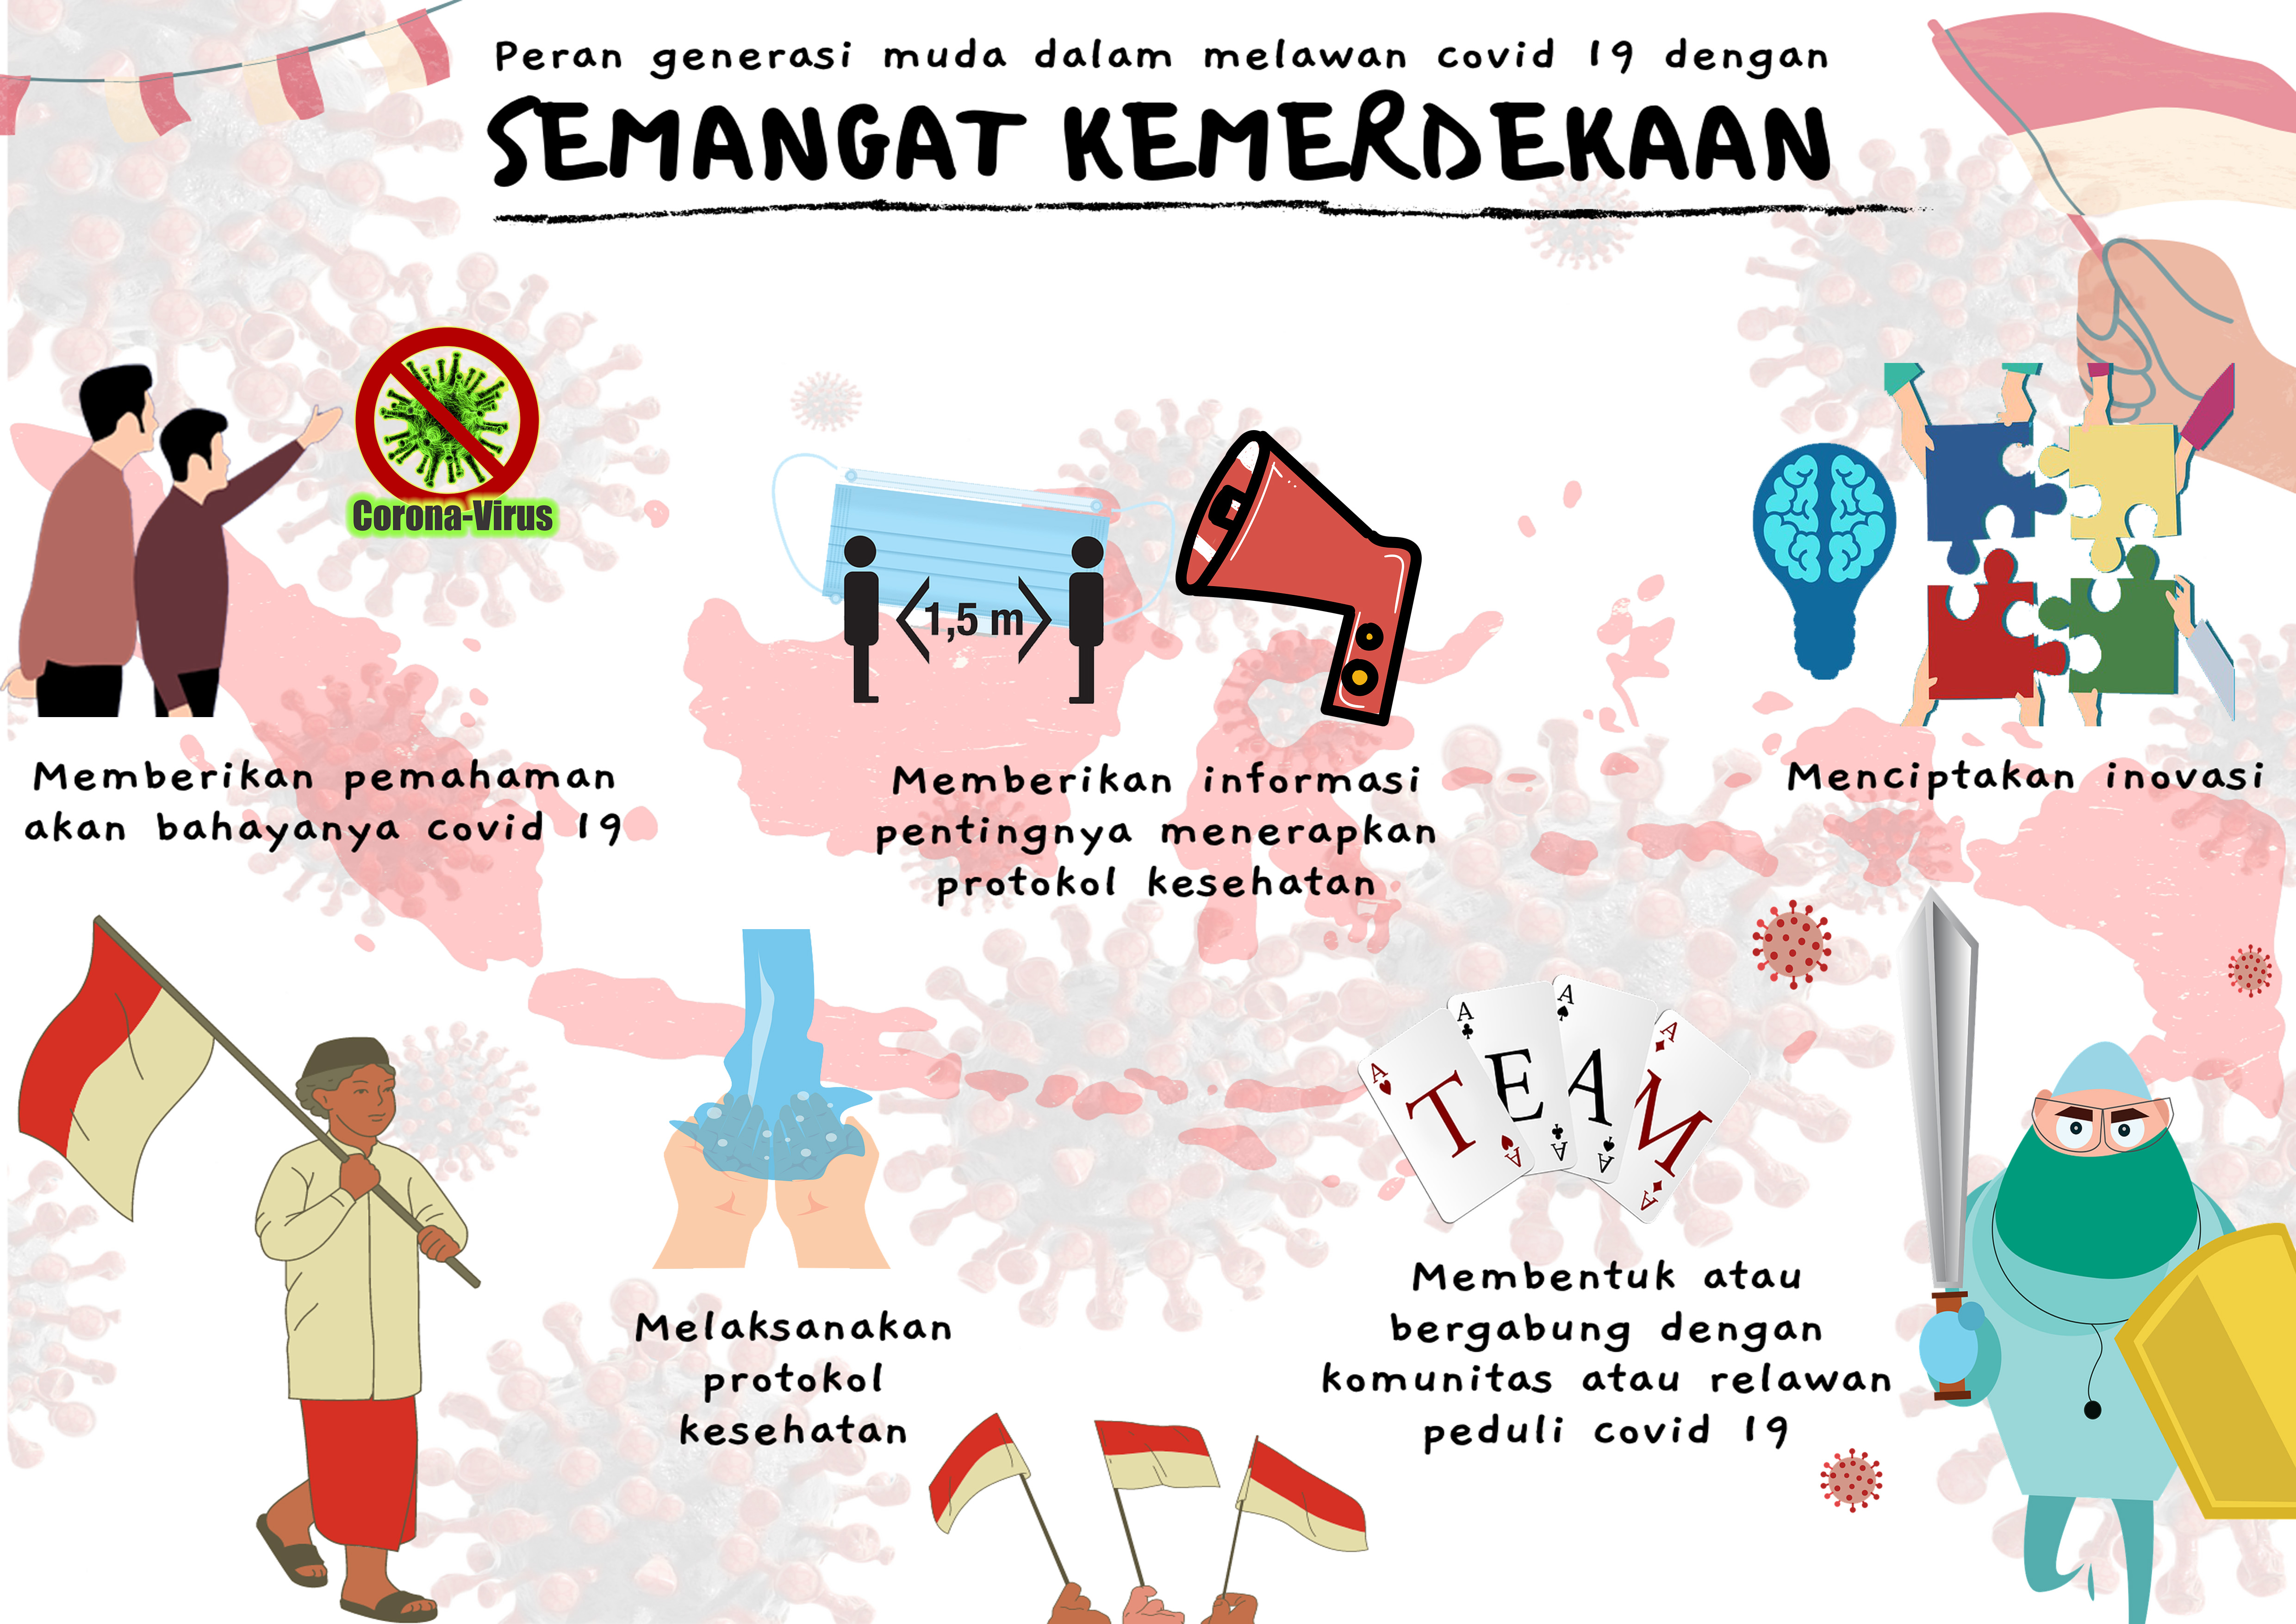 Peran generasi muda dalam melawan covid 19 dengan
SEMANGAT KEMERDEKAAN
Corona-Virus
1,5 m
Memberikan pemahaman
akan bahayanya covid 19
Memberikan informasi
pentingnya menerapkan
protokol kesehatan
Menciptakan inovasi
A A A A
T E A M
A A A A
Melaksanakan
protokol
kesehatan
Membentuk atau
bergabung dengan
komunitas atau relawan
peduli covid 19